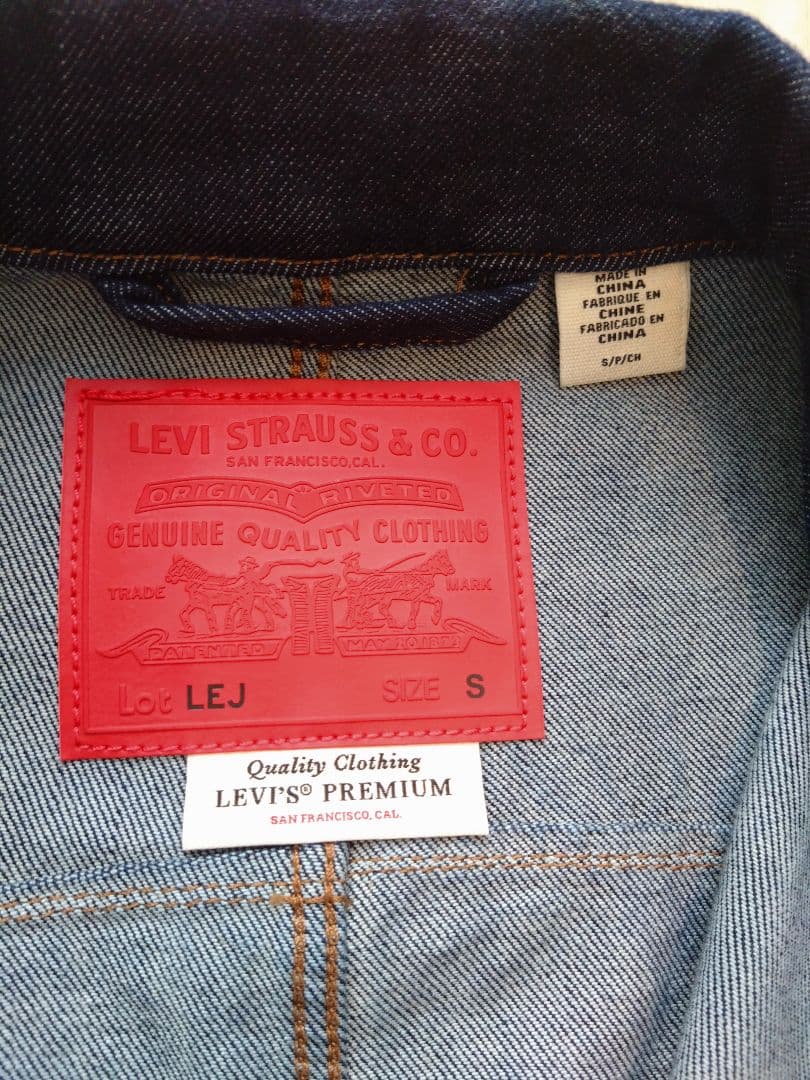 MADE IN
CHINA
FABRIQUE EN
CHINE
FABRICADO EN
CHINA
S/P/CH
LEVI STRAUSS & CO.
SAN FRANCISCO, CAL.
ORIGINAL RIVETED
GENUINE QUALITY CLOTHING
TRADE MARK
PATENTED MAY 20 1873
Lot LEJ SIZE S
Quality Clothing
LEVI'S® PREMIUM
SAN FRANCISCO, CAL.